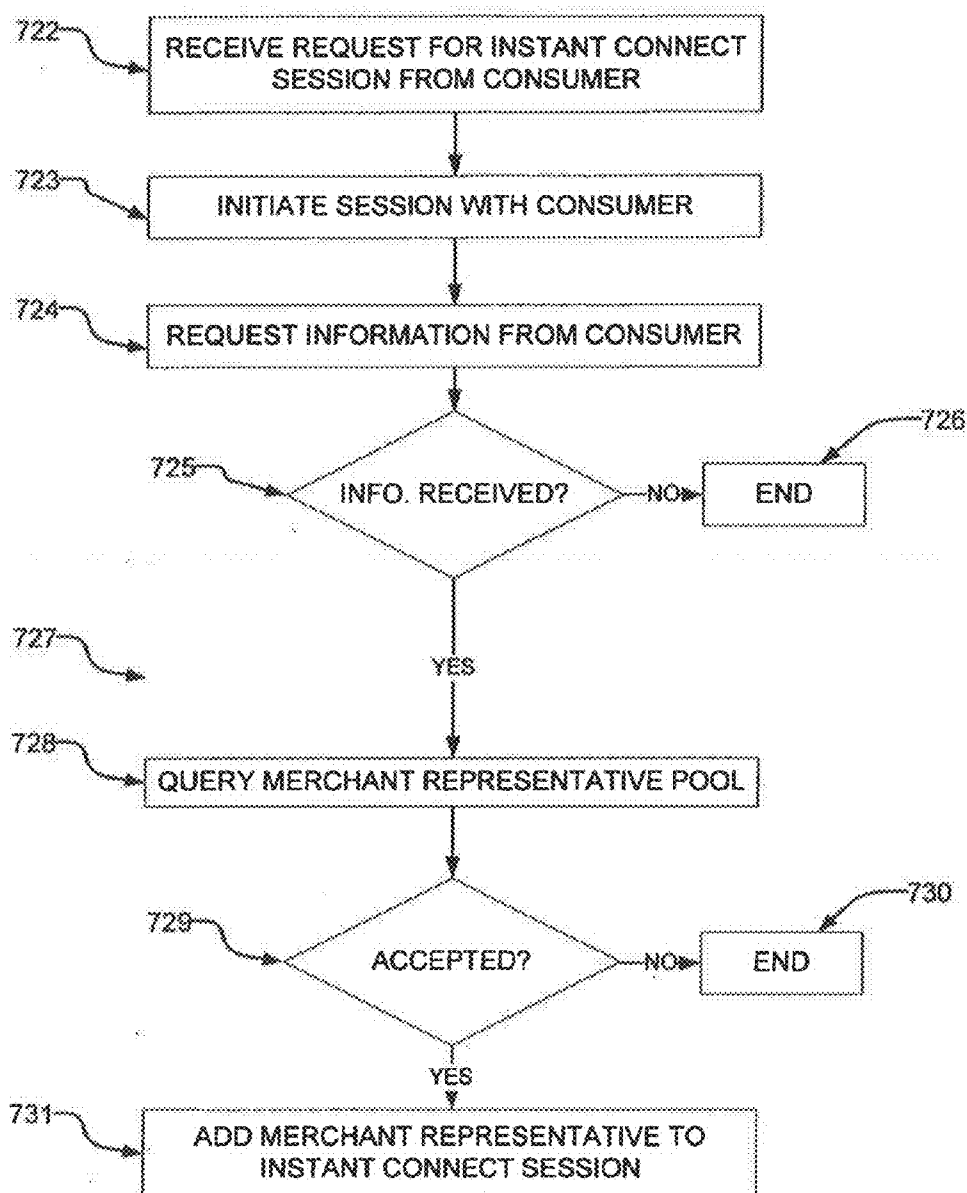 722
RECEIVE REQUEST FOR INSTANT CONNECT
SESSION FROM CONSUMER
723
INITIATE SESSION WITH CONSUMER
724
REQUEST INFORMATION FROM CONSUMER
725
INFO. RECEIVED?
NO
726
END
727
YES
728
QUERY MERCHANT REPRESENTATIVE POOL
729
ACCEPTED?
NO
730
END
YES
731
ADD MERCHANT REPRESENTATIVE TO
INSTANT CONNECT SESSION